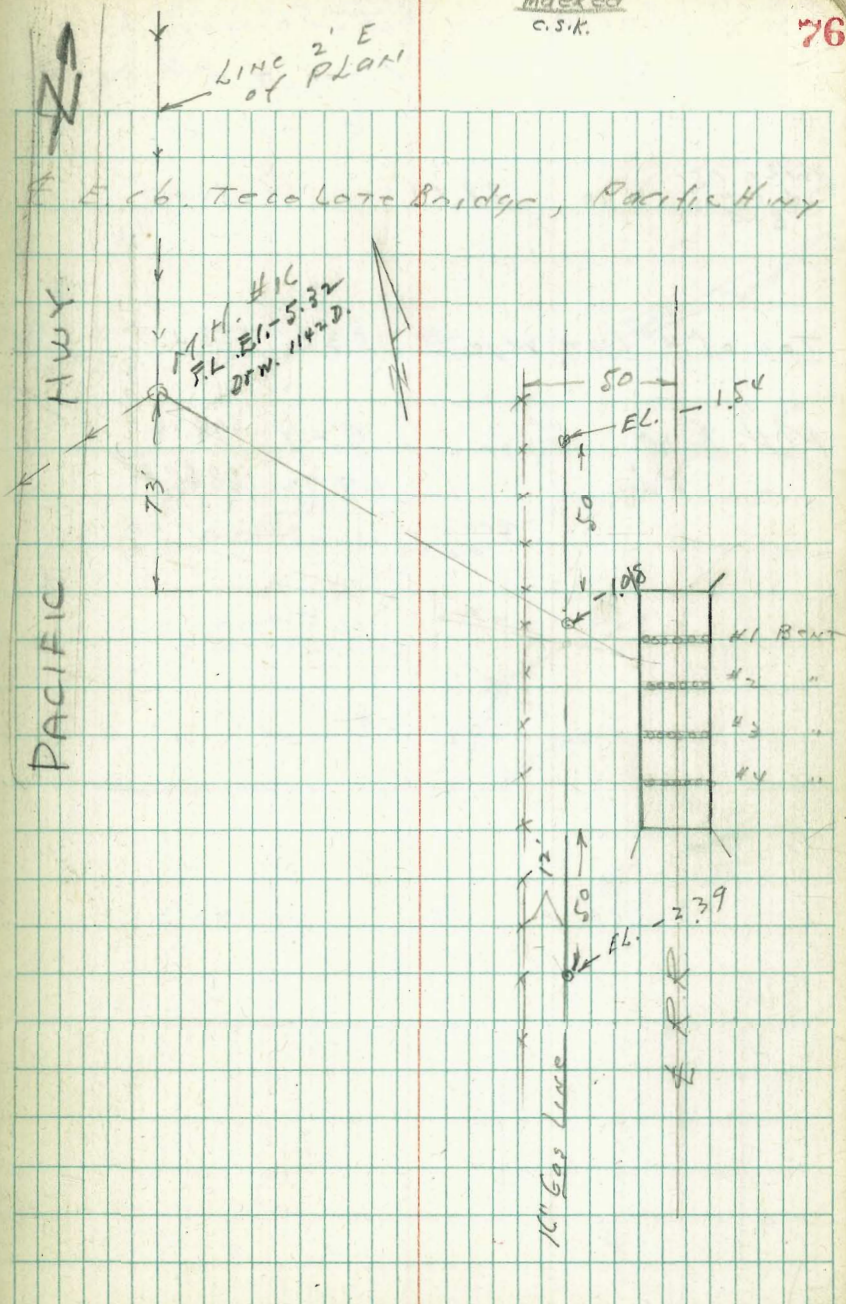 Indexed
C.S.K.
76
LINE 2' E
of PLAN
E. cb. Tecolote Bridge, Pacific Hiwy
M.H. #16
F.L. El. -5.32
Drw. 1142 D.
N
PACIFIC HWY
73'
50
EL. -1.54
50
-1.08
#1 Bent
#2 "
#3 "
#4 "
12'
50
EL. -2.39
16" Gas Line
℄ R.R.